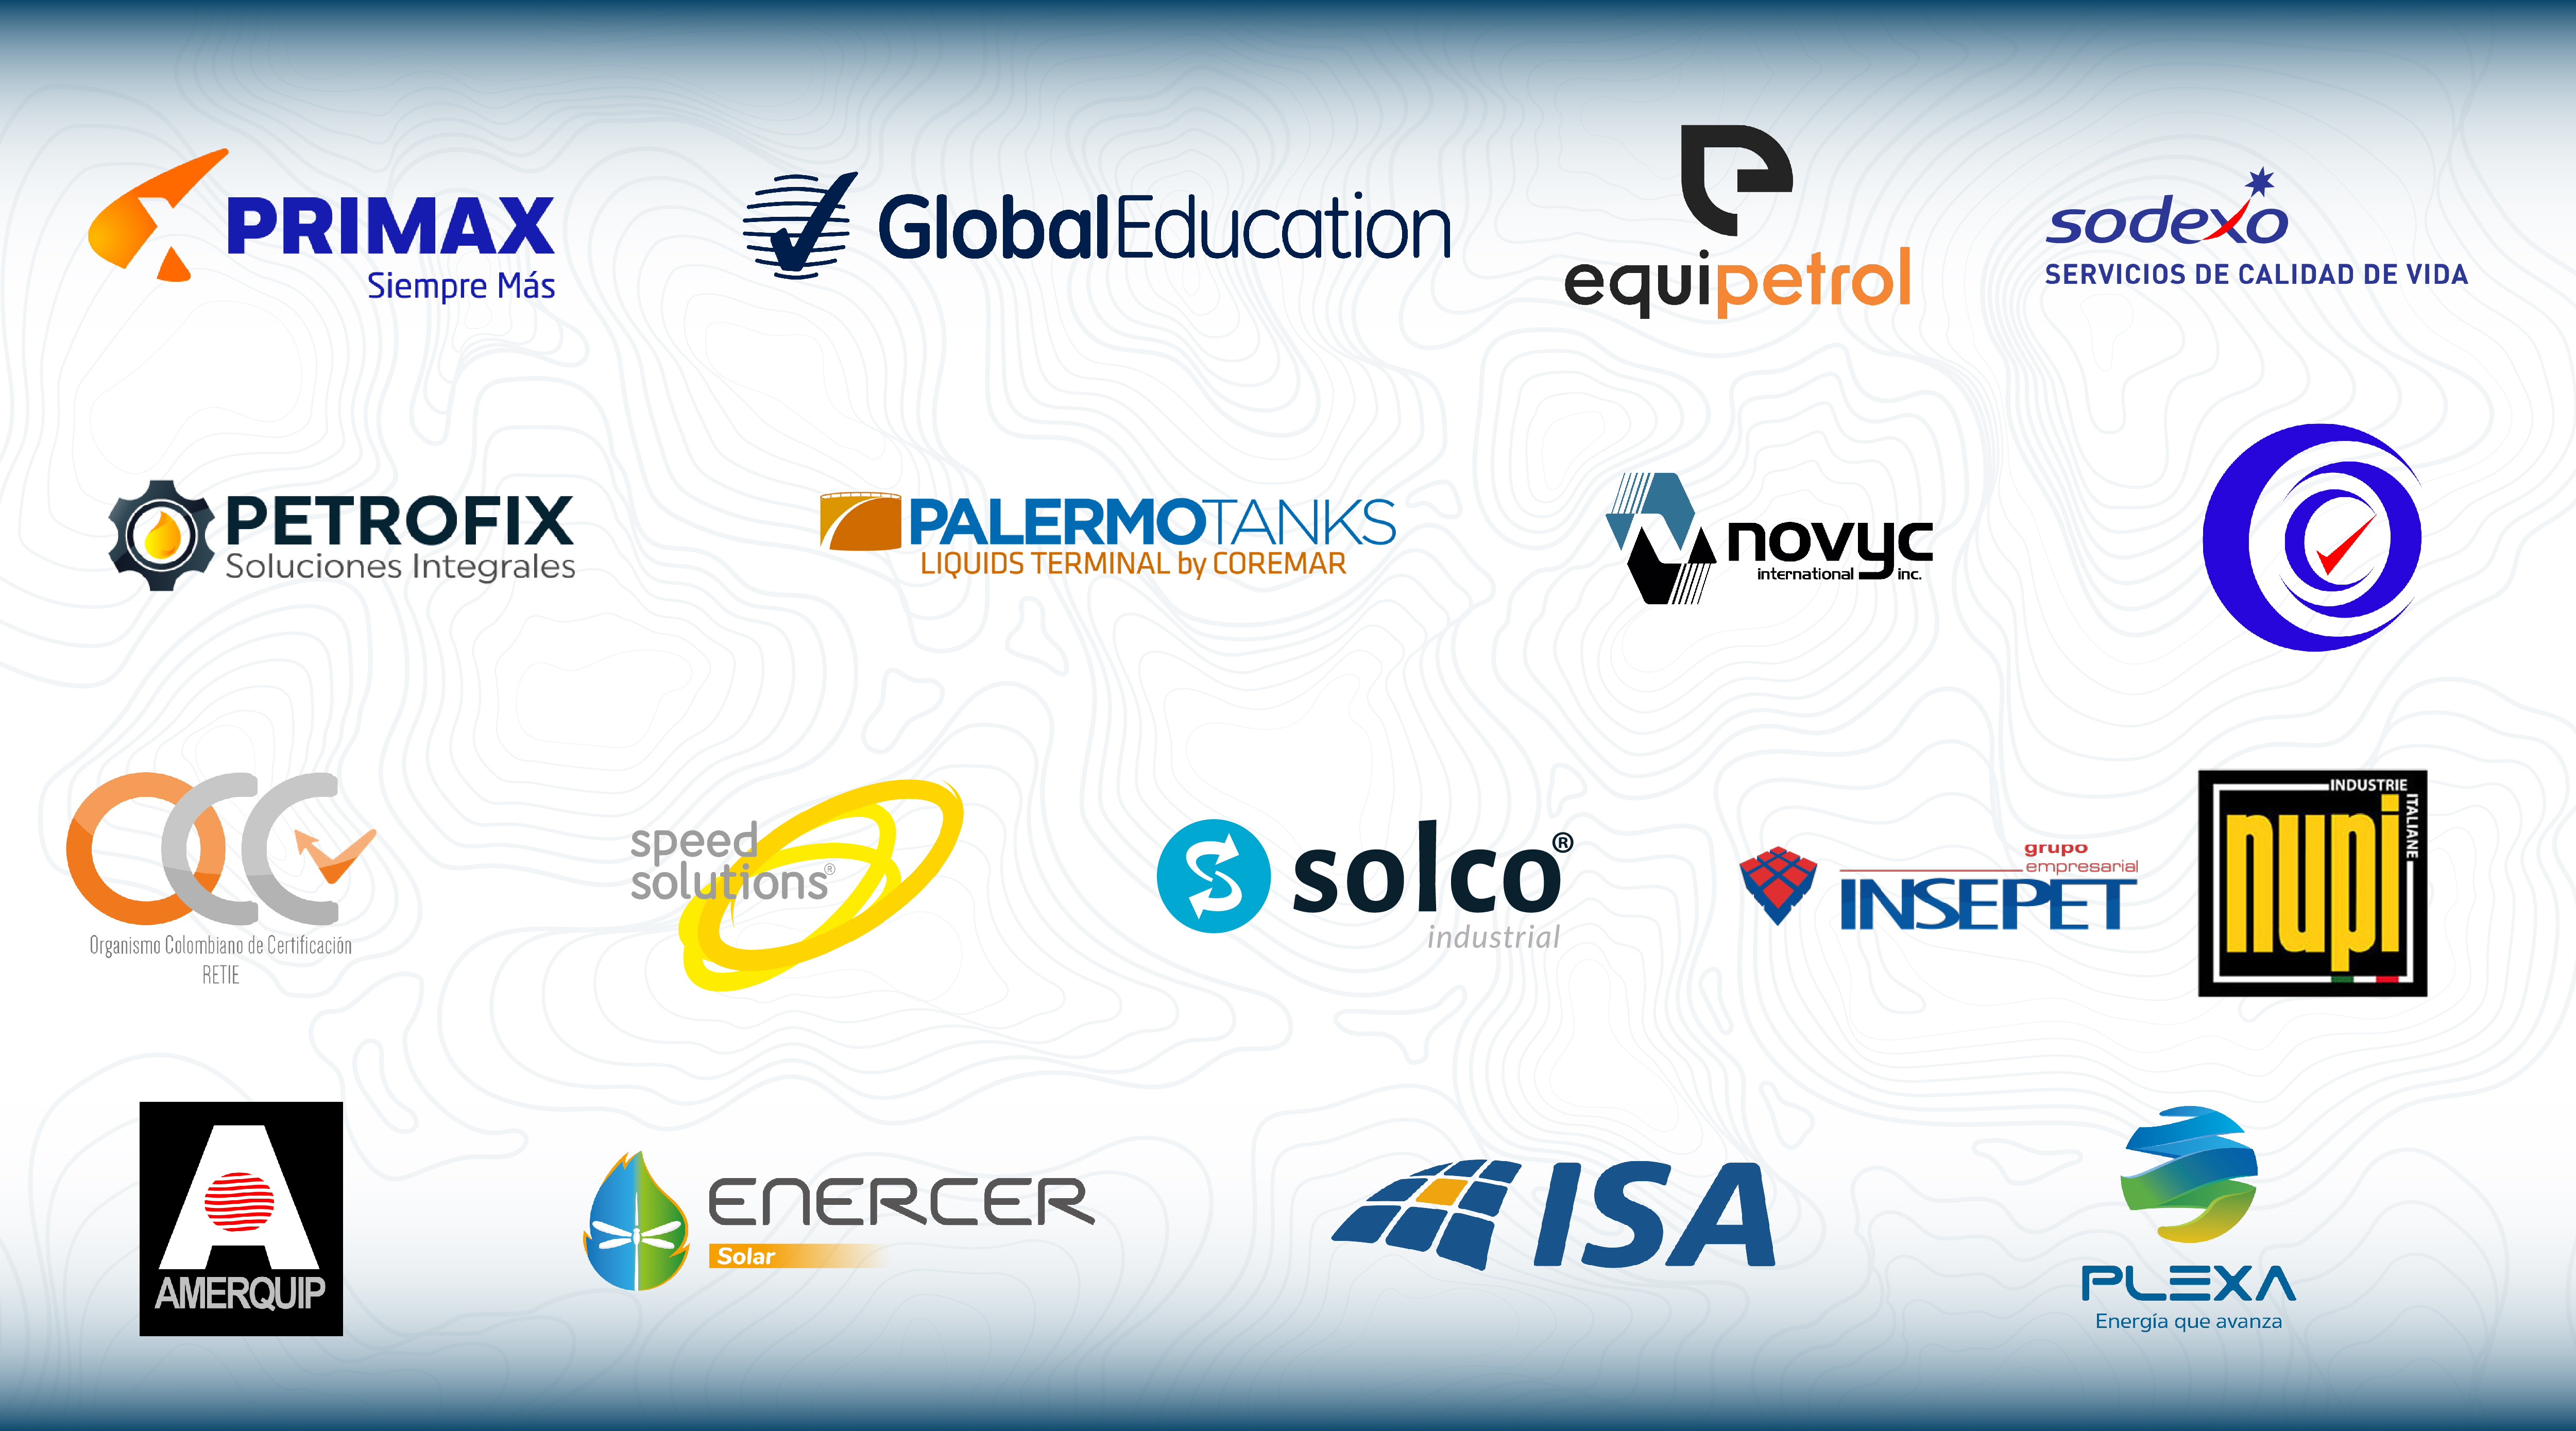 PRIMAX
Siempre Más
GlobalEducation
equipetrol
sodexo
SERVICIOS DE CALIDAD DE VIDA
PETROFIX
Soluciones Integrales
PALERMOTANKS
LIQUIDS TERMINAL by COREMAR
novyc
international inc.
OCC
Organismo Colombiano de Certificación
RETIE
speed
solutions®
solco®
industrial
grupo
empresarial
INSEPET
INDUSTRIE
ITALIANE
nupi
A
AMERQUIP
ENERCER
Solar
ISA
PLEXA
Energía que avanza